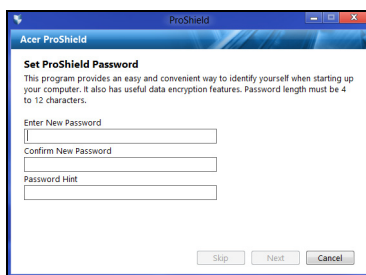 ProShield
Acer ProShield
Set ProShield Password
This program provides an easy and convenient way to identify yourself when starting up
your computer. It also has useful data encryption features. Password length must be 4
to 12 characters.
Enter New Password
Confirm New Password
Password Hint
Skip Next Cancel